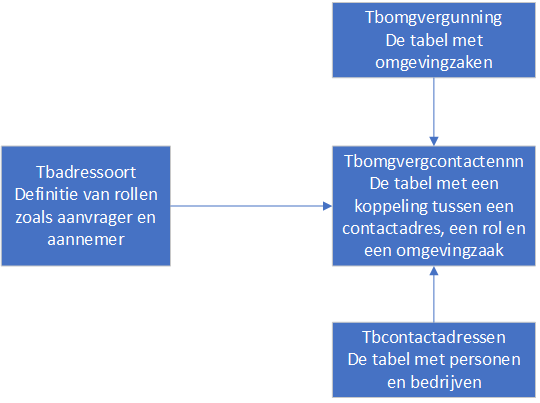 Tbomgvergunning
De tabel met
omgevingzaken
Tbadressoort
Definitie van rollen
zoals aanvrager en
aannemer
Tbomgvergcontactennn
De tabel met een
koppeling tussen een
contactadres, een rol en
een omgevingzaak
Tbcontactadressen
De tabel met personen
en bedrijven